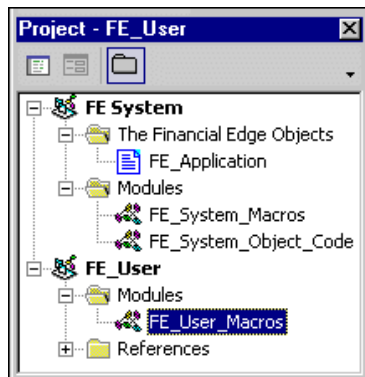 Project - FE_User
FE System
The Financial Edge Objects
FE_Application
Modules
FE_System_Macros
FE_System_Object_Code
FE_User
Modules
FE_User_Macros
References